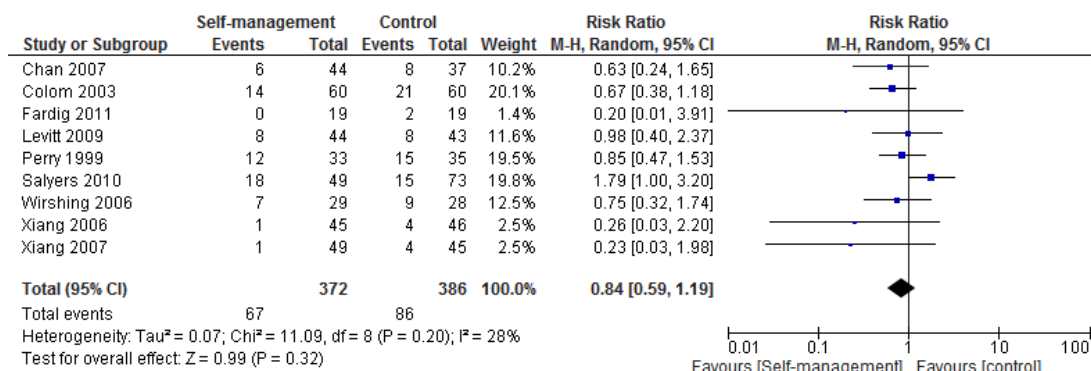 Self-management Control Risk Ratio Risk Ratio
Study or Subgroup Events Total Events Total Weight M-H, Random, 95% CI M-H, Random, 95% CI
Chan 2007 6 44 8 37 10.2% 0.63 [0.24, 1.65]
Colom 2003 14 60 21 60 20.1% 0.67 [0.38, 1.18]
Fardig 2011 0 19 2 19 1.4% 0.20 [0.01, 3.91]
Levitt 2009 8 44 8 43 11.6% 0.98 [0.40, 2.37]
Perry 1999 12 33 15 35 19.5% 0.85 [0.47, 1.53]
Salyers 2010 18 49 15 73 19.8% 1.79 [1.00, 3.20]
Wirshing 2006 7 29 9 28 12.5% 0.75 [0.32, 1.74]
Xiang 2006 1 45 4 46 2.5% 0.26 [0.03, 2.20]
Xiang 2007 1 49 4 45 2.5% 0.23 [0.03, 1.98]
Total (95% CI) 372 386 100.0% 0.84 [0.59, 1.19]
Total events 67 86
Heterogeneity: Tau² = 0.07; Chi² = 11.09, df = 8 (P = 0.20); I² = 28%
Test for overall effect: Z = 0.99 (P = 0.32)
0.01 0.1 1 10 100
Favours [Self-management] Favours [control]